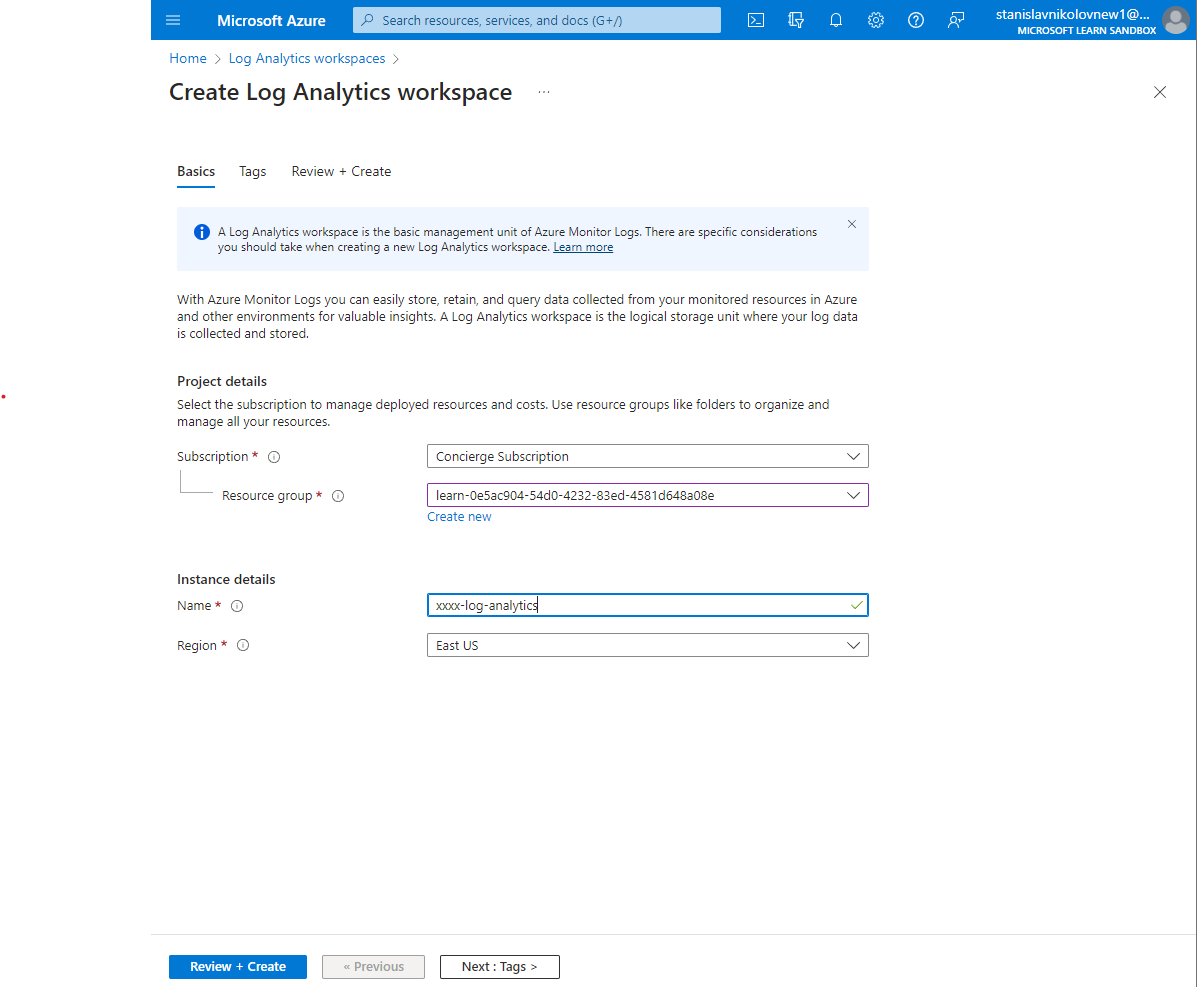 Microsoft Azure
Search resources, services, and docs (G+/)
stanislavnikolovnew1@...
MICROSOFT LEARN SANDBOX
Home > Log Analytics workspaces >
Create Log Analytics workspace ...
Basics Tags Review + Create
A Log Analytics workspace is the basic management unit of Azure Monitor Logs. There are specific considerations
you should take when creating a new Log Analytics workspace. Learn more
With Azure Monitor Logs you can easily store, retain, and query data collected from your monitored resources in Azure
and other environments for valuable insights. A Log Analytics workspace is the logical storage unit where your log data
is collected and stored.
Project details
Select the subscription to manage deployed resources and costs. Use resource groups like folders to organize and
manage all your resources.
Subscription * Concierge Subscription
Resource group * learn-0e5ac904-54d0-4232-83ed-4581d648a08e
Create new
Instance details
Name * xxxx-log-analytics
Region * East US
Review + Create « Previous Next : Tags >